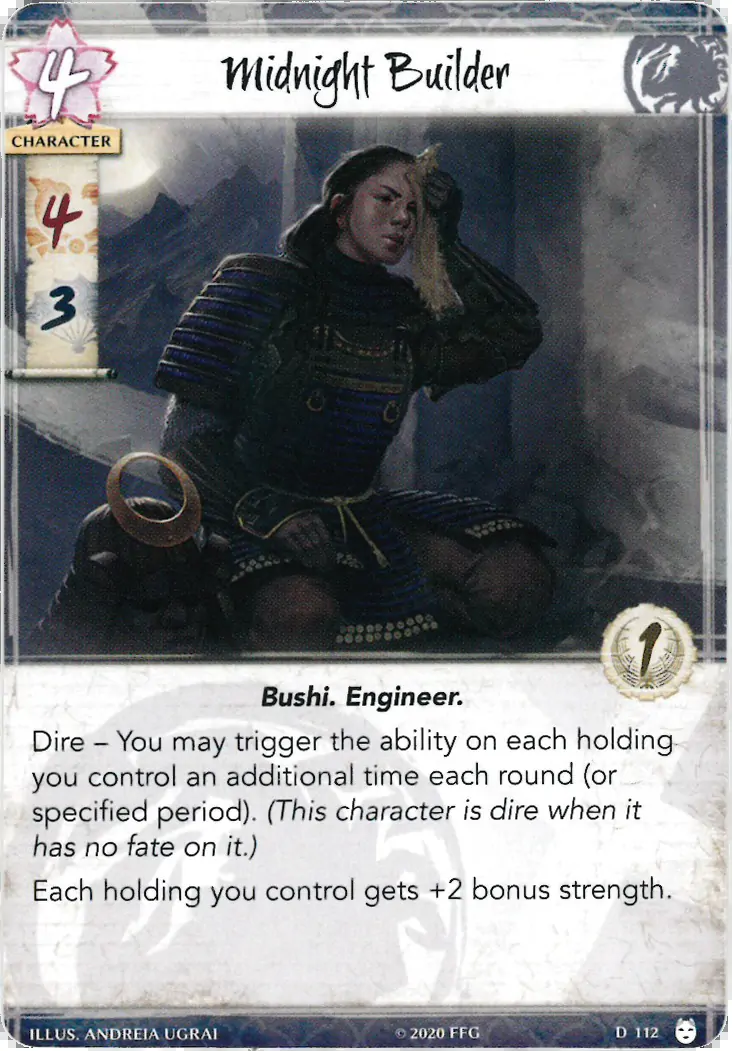 4
Midnight Builder
CHARACTER
4
3
1
Bushi. Engineer.
Dire – You may trigger the ability on each holding
you control an additional time each round (or
specified period). (This character is dire when it
has no fate on it.)
Each holding you control gets +2 bonus strength.
ILLUS. ANDREIA UGRAI © 2020 FFG D 112